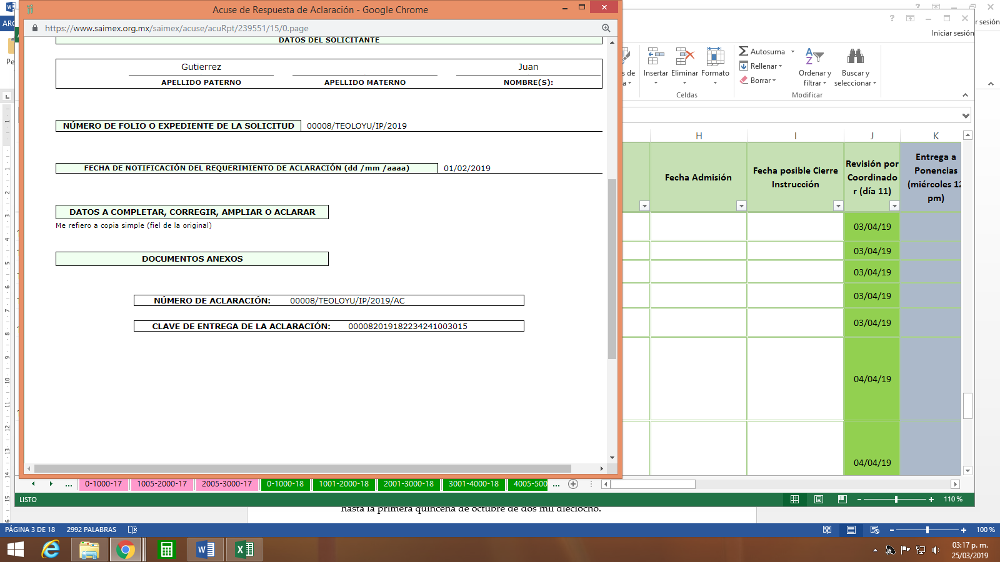 Acuse de Respuesta de Aclaración - Google Chrome
https://www.saimex.org.mx/saimex/acuse/acuRpt/239551/15/0.page
DATOS DEL SOLICITANTE
Gutierrez Juan
APELLIDO PATERNO APELLIDO MATERNO NOMBRE(S):
NÚMERO DE FOLIO O EXPEDIENTE DE LA SOLICITUD 00008/TEOLOYU/IP/2019
FECHA DE NOTIFICACIÓN DEL REQUERIMIENTO DE ACLARACIÓN (dd /mm /aaaa) 01/02/2019
DATOS A COMPLETAR, CORREGIR, AMPLIAR O ACLARAR
Me refiero a copia simple (fiel de la original)
DOCUMENTOS ANEXOS
NÚMERO DE ACLARACIÓN: 00008/TEOLOYU/IP/2019/AC
CLAVE DE ENTREGA DE LA ACLARACIÓN: 000082019182234241003015
Iniciar sesión
Insertar
Eliminar
Formato
Celdas
Autosuma
Rellenar
Borrar
Ordenar y
filtrar
Buscar y
seleccionar
Modificar
H I J K
Fecha Admisión
Fecha posible Cierre
Instrucción
Revisión por
Coordinado
r (día 11)
Entrega a
Ponencias
(miércoles 12
pm)
03/04/19
03/04/19
03/04/19
03/04/19
03/04/19
04/04/19
04/04/19
... 0-1000-17 1005-2000-17 2005-3000-17 0-1000-18 1001-2000-18 2001-3000-18 3001-4000-18 4005-500 ...
LISTO
110 %
hasta la primera quincena de octubre de dos mil dieciocho.
PÁGINA 3 DE 18 2992 PALABRAS
100 %
03:17 p. m.
25/03/2019